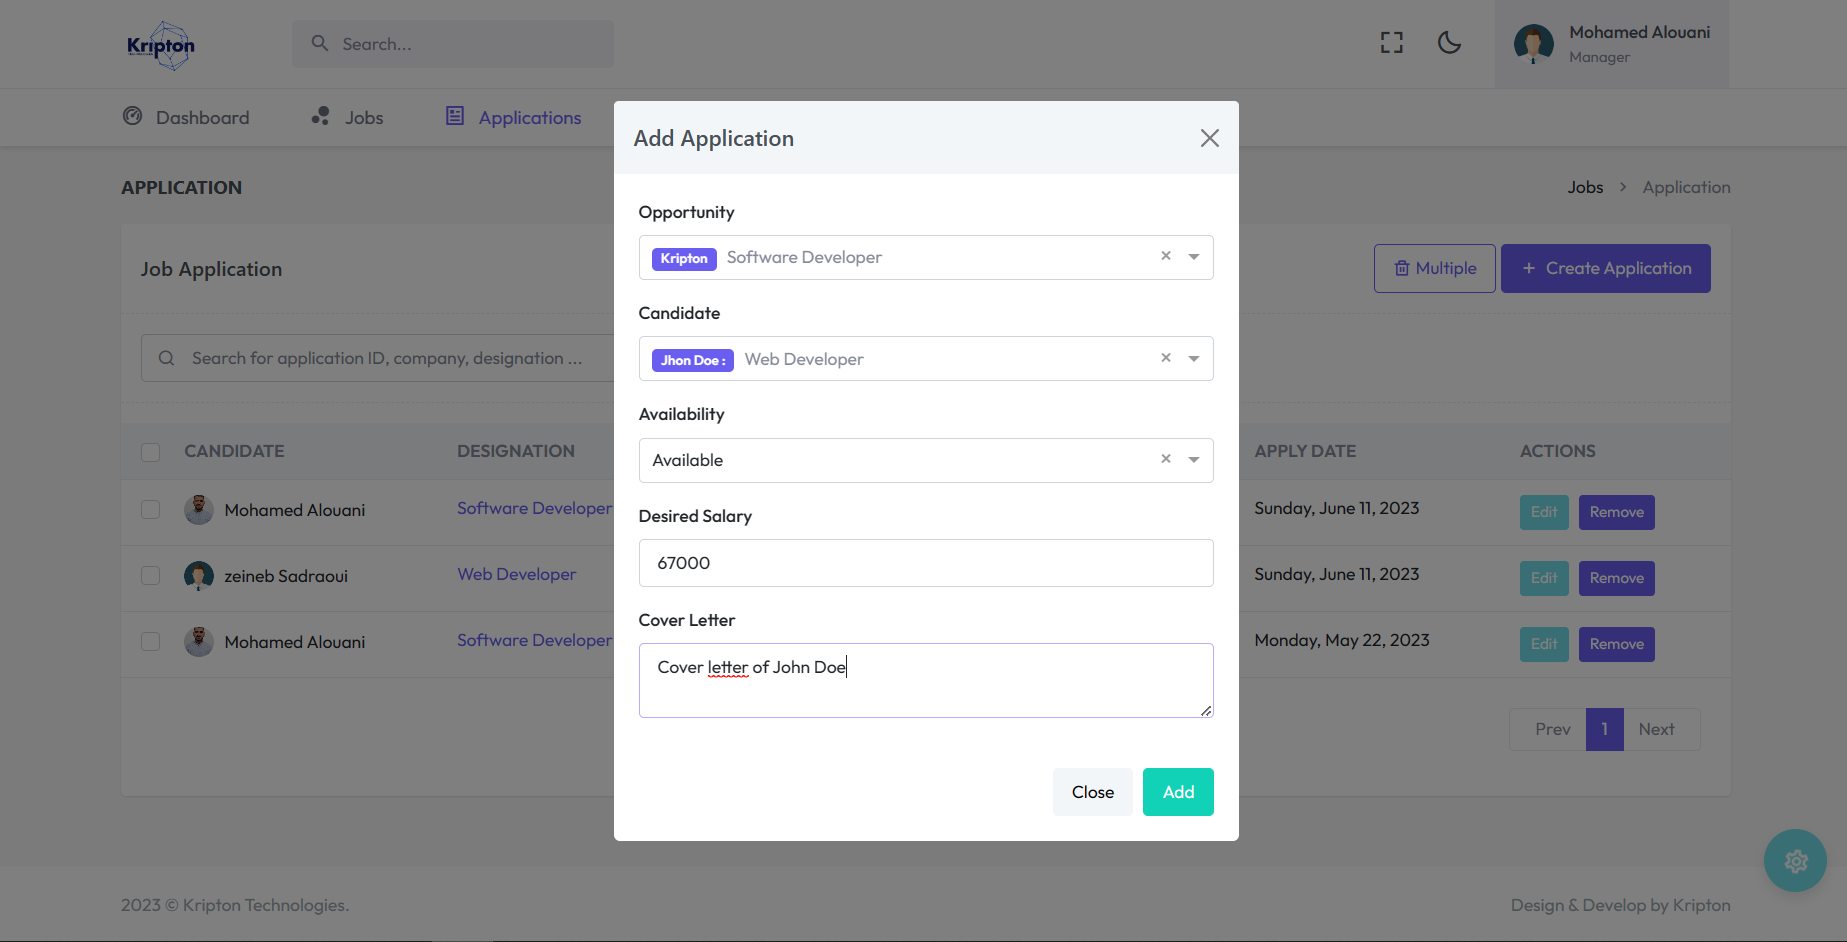 Kripton
Search...
Mohamed Alouani
Manager
Dashboard
Jobs
Applications
APPLICATION
Jobs > Application
Job Application
Multiple
+ Create Application
Search for application ID, company, designation ...
CANDIDATE DESIGNATION APPLY DATE ACTIONS
Mohamed Alouani Software Developer Sunday, June 11, 2023 Edit Remove
zeineb Sadraoui Web Developer Sunday, June 11, 2023 Edit Remove
Mohamed Alouani Software Developer Monday, May 22, 2023 Edit Remove
Prev 1 Next
Add Application
Opportunity
Kripton Software Developer
Candidate
Jhon Doe : Web Developer
Availability
Available
Desired Salary
67000
Cover Letter
Cover letter of John Doe
Close Add
2023 © Kripton Technologies.
Design & Develop by Kripton